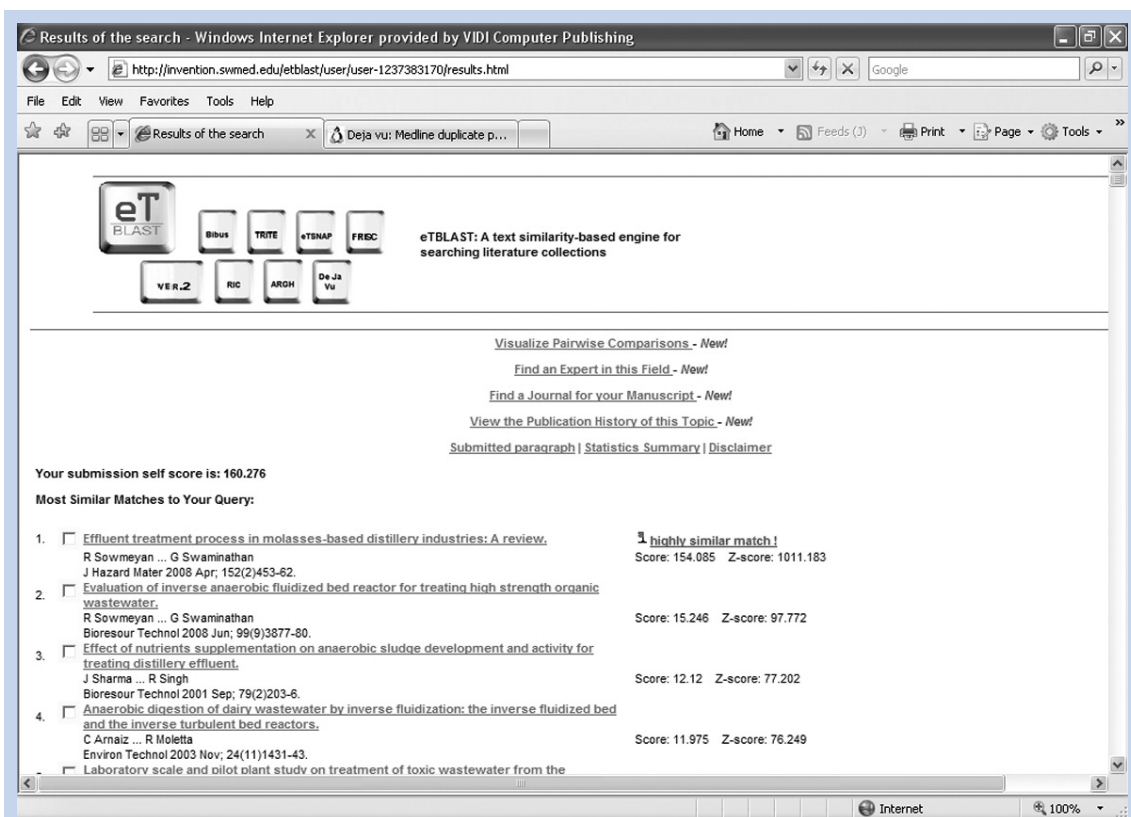 Results of the search - Windows Internet Explorer provided by VIDI Computer Publishing
http://invention.swmed.edu/etblast/user/user-1237383170/results.html
Google
File Edit View Favorites Tools Help
Results of the search
Deja vu: Medline duplicate p...
Home Feeds (J) Print Page Tools »
eT
BLAST
Bibus TRITE eTSNAP FRISC
VER.2 RIC ARGH De Ja
Vu
eTBLAST: A text similarity-based engine for
searching literature collections
Visualize Pairwise Comparisons - New!
Find an Expert in this Field - New!
Find a Journal for your Manuscript - New!
View the Publication History of this Topic - New!
Submitted paragraph | Statistics Summary | Disclaimer
Your submission self score is: 160.276
Most Similar Matches to Your Query:
1. Effluent treatment process in molasses-based distillery industries: A review. highly similar match !
R Sowmeyan ... G Swaminathan Score: 154.085 Z-score: 1011.183
J Hazard Mater 2008 Apr; 152(2)453-62.
2. Evaluation of inverse anaerobic fluidized bed reactor for treating high strength organic
wastewater.
R Sowmeyan ... G Swaminathan Score: 15.246 Z-score: 97.772
Bioresour Technol 2008 Jun; 99(9)3877-80.
3. Effect of nutrients supplementation on anaerobic sludge development and activity for
treating distillery effluent.
J Sharma ... R Singh Score: 12.12 Z-score: 77.202
Bioresour Technol 2001 Sep; 79(2)203-6.
4. Anaerobic digestion of dairy wastewater by inverse fluidization: the inverse fluidized bed
and the inverse turbulent bed reactors.
C Arnaiz ... R Moletta Score: 11.975 Z-score: 76.249
Environ Technol 2003 Nov; 24(11)1431-43.
Laboratory scale and pilot plant study on treatment of toxic wastewater from the
Internet 100%